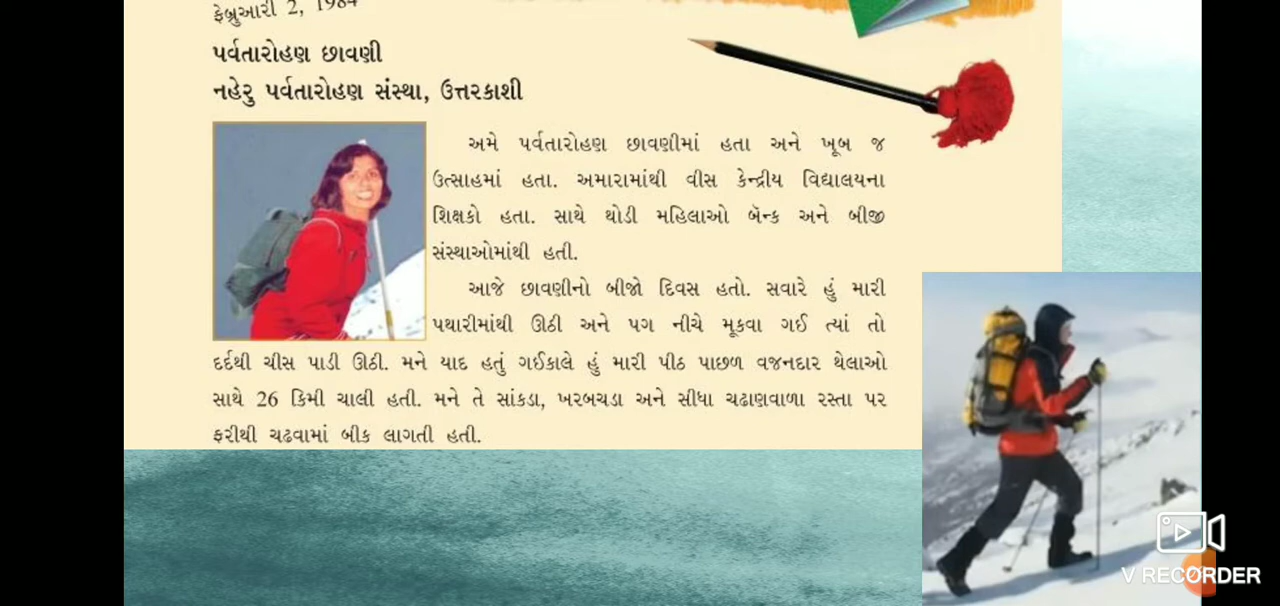 ફેબ્રુઆરી 2, 1984
પર્વતારોહણ છાવણી
નહેરુ પર્વતારોહણ સંસ્થા, ઉત્તરકાશી
અમે પર્વતારોહણ છાવણીમાં હતા અને ખૂબ જ
ઉત્સાહમાં હતા. અમારામાંથી વીસ કેન્દ્રીય વિદ્યાલયના
શિક્ષકો હતા. સાથે થોડી મહિલાઓ બૅન્ક અને બીજી
સંસ્થાઓમાંથી હતી.
આજે છાવણીનો બીજો દિવસ હતો. સવારે હું મારી
પથારીમાંથી ઊઠી અને પગ નીચે મૂકવા ગઈ ત્યાં તો
દર્દથી ચીસ પાડી ઊઠી. મને યાદ હતું ગઈકાલે હું મારી પીઠ પાછળ વજનદાર થેલાઓ
સાથે 26 કિમી ચાલી હતી. મને તે સાંકડા, ખરબચડા અને સીધા ચઢાણવાળા રસ્તા પર
ફરીથી ચઢવામાં બીક લાગતી હતી.
V RECORDER